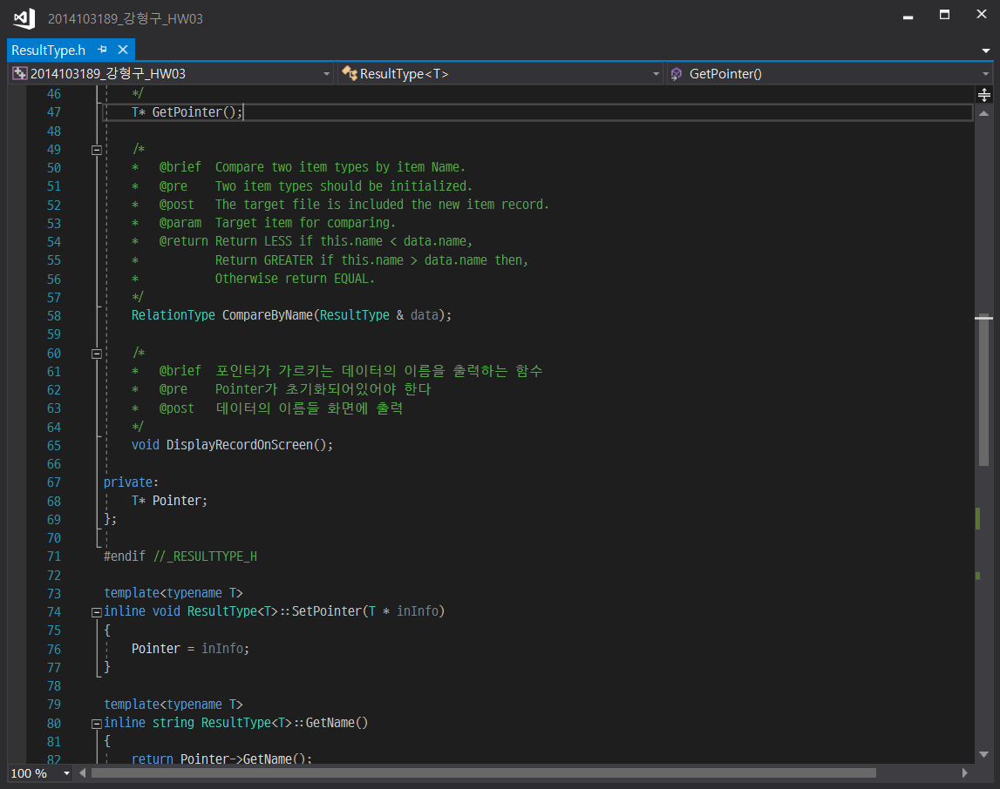 2014103189_강형구_HW03
ResultType.h
2014103189_강형구_HW03 ResultType<T> GetPointer()
46 */
47 T* GetPointer();
48
49 /*
50 * @brief Compare two item types by item Name.
51 * @pre Two item types should be initialized.
52 * @post The target file is included the new item record.
53 * @param Target item for comparing.
54 * @return Return LESS if this.name < data.name,
55 * Return GREATER if this.name > data.name then,
56 * Otherwise return EQUAL.
57 */
58 RelationType CompareByName(ResultType & data);
59
60 /*
61 * @brief 포인터가 가르키는 데이터의 이름을 출력하는 함수
62 * @pre Pointer가 초기화되어있어야 한다
63 * @post 데이터의 이름들 화면에 출력
64 */
65 void DisplayRecordOnScreen();
66
67 private:
68 T* Pointer;
69 };
70
71 #endif //_RESULTTYPE_H
72
73 template<typename T>
74 inline void ResultType<T>::SetPointer(T * inInfo)
75 {
76 Pointer = inInfo;
77 }
78
79 template<typename T>
80 inline string ResultType<T>::GetName()
81 {
82 return Pointer->GetName();
100 %